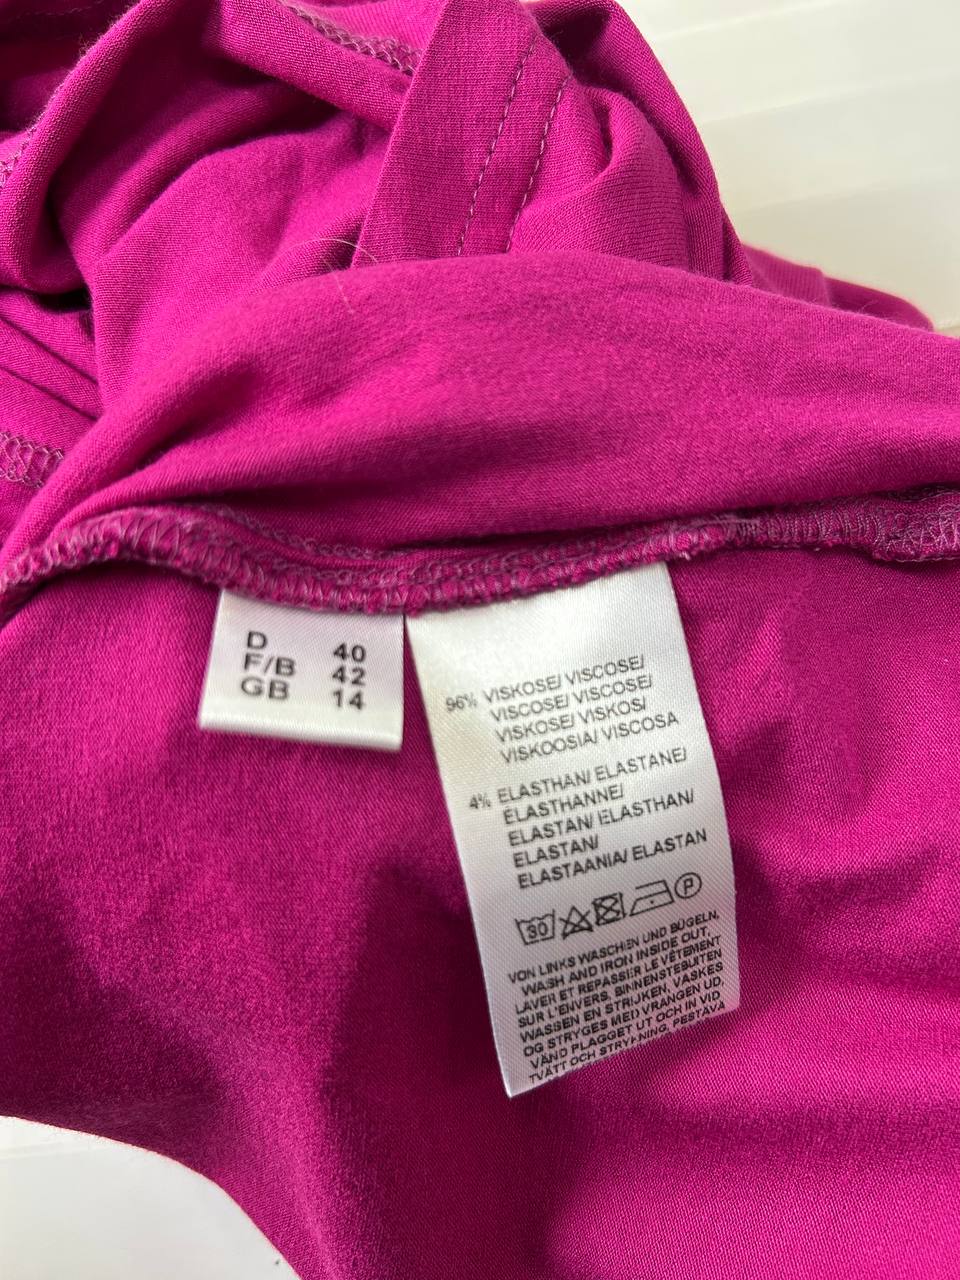 D 40
F/B 42
GB 14
96% VISKOSE/ VISCOSE/
VISCOSE/ VISCOSE/
VISKOSE/ VISKOS/
VISKOOSIA/ VISCOSA
4% ELASTHAN/ ELASTANE/
ÉLASTHANNE/
ELASTAN/ ELASTHAN/
ELASTAN/
ELASTAANIA/ ELASTAN
30 P
VON LINKS WASCHEN UND BÜGELN,
WASH AND IRON INSIDE OUT,
LAVER ET REPASSER LE VÊTEMENT
SUR L'ENVERS, BINNENSTEBUITEN
WASSEN EN STRIJKEN, VASKES
OG STRYGES MED VRANGEN UD,
VÄND PLAGGET UT OCH IN VID
TVÄTT OCH STRYKNING, PESTÄVÄ